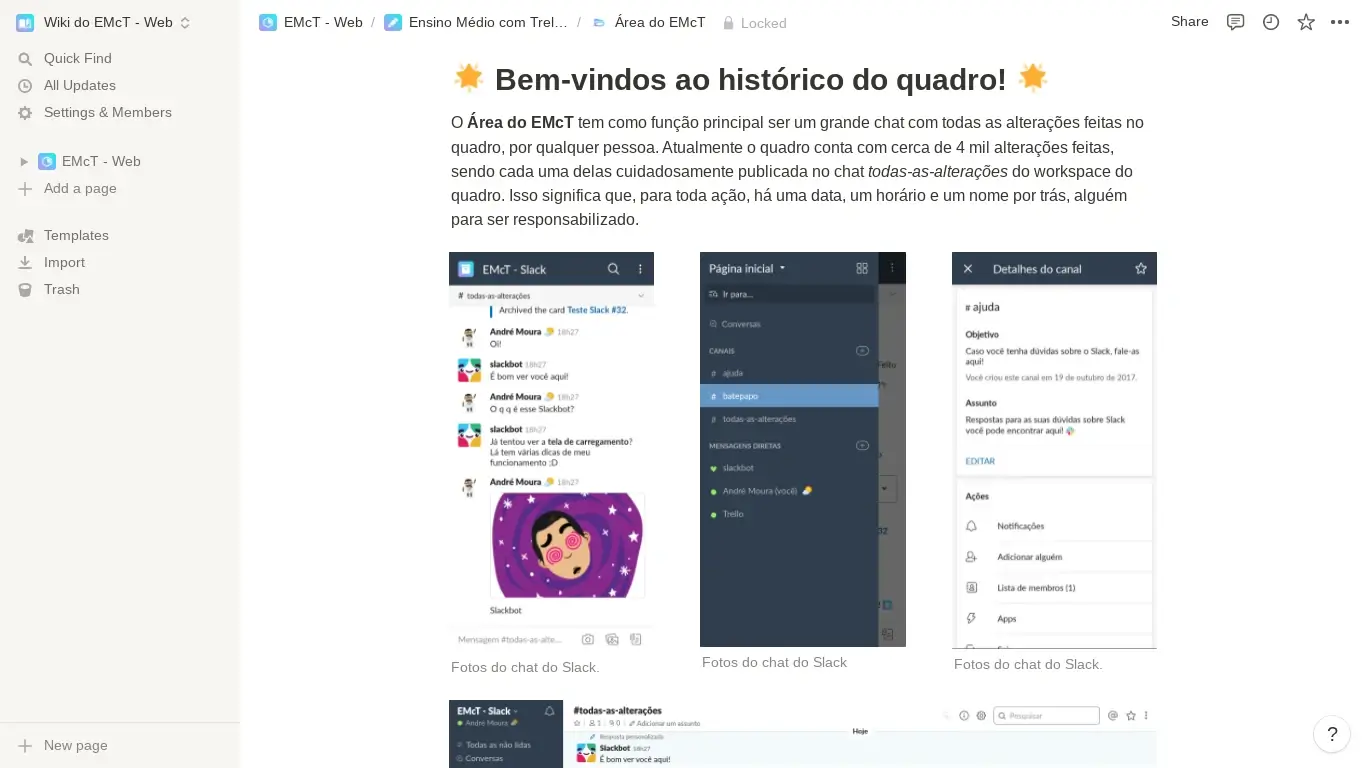 Wiki do EMcT - Web
Quick Find
All Updates
Settings & Members
EMcT - Web
Add a page
Templates
Import
Trash
New page
EMcT - Web / Ensino Médio com Trel… / Área do EMcT Locked
Share
Bem-vindos ao histórico do quadro!
O Área do EMcT tem como função principal ser um grande chat com todas as alterações feitas no
quadro, por qualquer pessoa. Atualmente o quadro conta com cerca de 4 mil alterações feitas,
sendo cada uma delas cuidadosamente publicada no chat todas-as-alterações do workspace do
quadro. Isso significa que, para toda ação, há uma data, um horário e um nome por trás, alguém
para ser responsabilizado.
EMcT - Slack
# todas-as-alterações
Archived the card Teste Slack #32.
André Moura 18h27
Oi!
slackbot 18h27
É bom ver você aqui!
André Moura 18h27
O q q é esse Slackbot?
slackbot 18h27
Já tentou ver a tela de carregamento?
Lá tem várias dicas de meu
funcionamento ;D
André Moura 18h27
Slackbot
Mensagem #todas-as-alte...
Fotos do chat do Slack.
Página inicial
Ir para...
Conversas
CANAIS
# ajuda
# batepapo
# todas-as-alterações
MENSAGENS DIRETAS
slackbot
André Moura (você)
Trello
Fotos do chat do Slack
Detalhes do canal
# ajuda
Objetivo
Caso você tenha dúvidas sobre o Slack, fale-as
aqui!
Você criou este canal em 19 de outubro de 2017.
Assunto
Respostas para as suas dúvidas sobre Slack
você pode encontrar aqui!
EDITAR
Ações
Notificações
Adicionar alguém
Lista de membros (1)
Apps
Fotos do chat do Slack.
EMcT - Slack
André Moura
Todas as não lidas
Conversas
#todas-as-alterações
1 | 0 | Adicionar um assunto
Pesquisar
Hoje
Resposta personalizada
Slackbot 18h27
É bom ver você aqui!
?